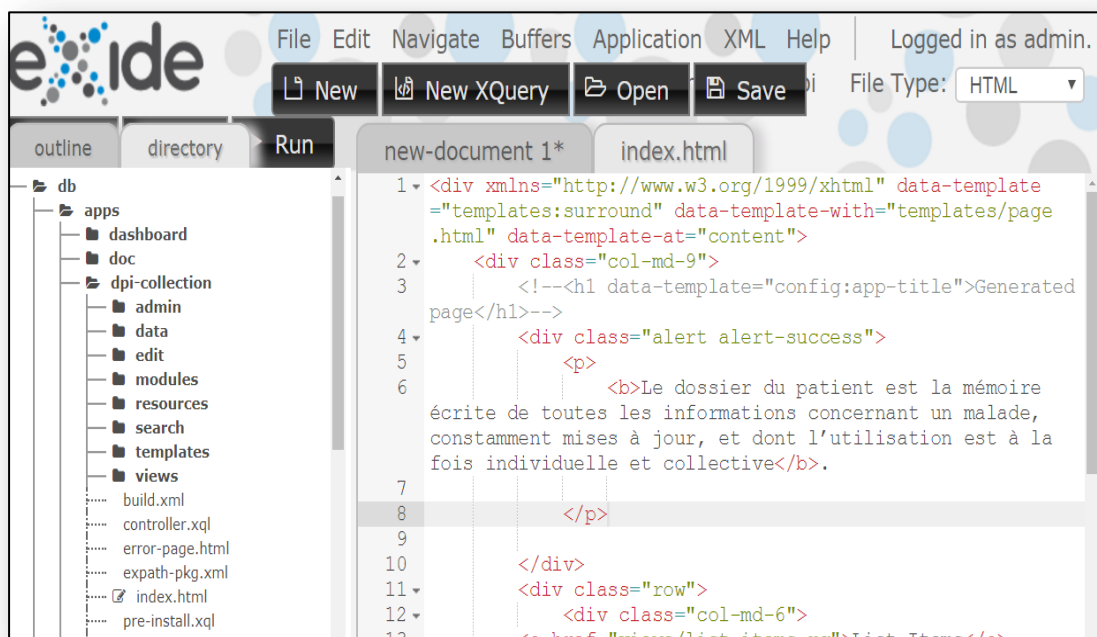 eXide
File Edit Navigate Buffers Application XML Help Logged in as admin.
New New XQuery Open Save File Type: HTML
outline directory Run new-document 1* index.html
db
apps
dashboard
doc
dpi-collection
admin
data
edit
modules
resources
search
templates
views
build.xml
controller.xql
error-page.html
expath-pkg.xml
index.html
pre-install.xql
1 <div xmlns="http://www.w3.org/1999/xhtml" data-template
="templates:surround" data-template-with="templates/page
.html" data-template-at="content">
2 <div class="col-md-9">
3 <!--<h1 data-template="config:app-title">Generated
page</h1>-->
4 <div class="alert alert-success">
5 <p>
6 <b>Le dossier du patient est la mémoire
écrite de toutes les informations concernant un malade,
constamment mises à jour, et dont l’utilisation est à la
fois individuelle et collective</b>.
7
8 </p>
9
10 </div>
11 <div class="row">
12 <div class="col-md-6">